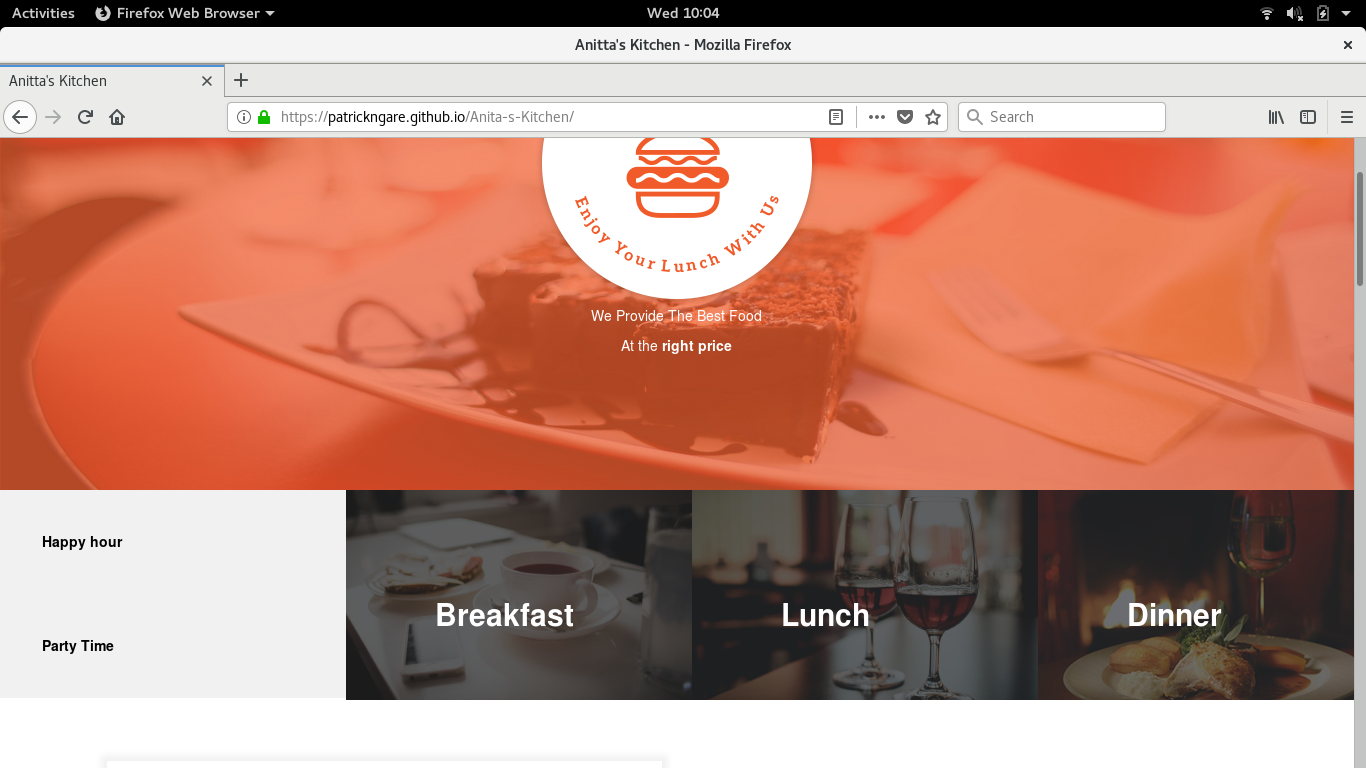 Activities Firefox Web Browser Wed 10:04
Anitta's Kitchen - Mozilla Firefox
Anitta's Kitchen
https://patrickngare.github.io/Anita-s-Kitchen/ Search
Enjoy Your Lunch With Us
We Provide The Best Food
At the right price
Happy hour
Party Time
Breakfast
Lunch
Dinner